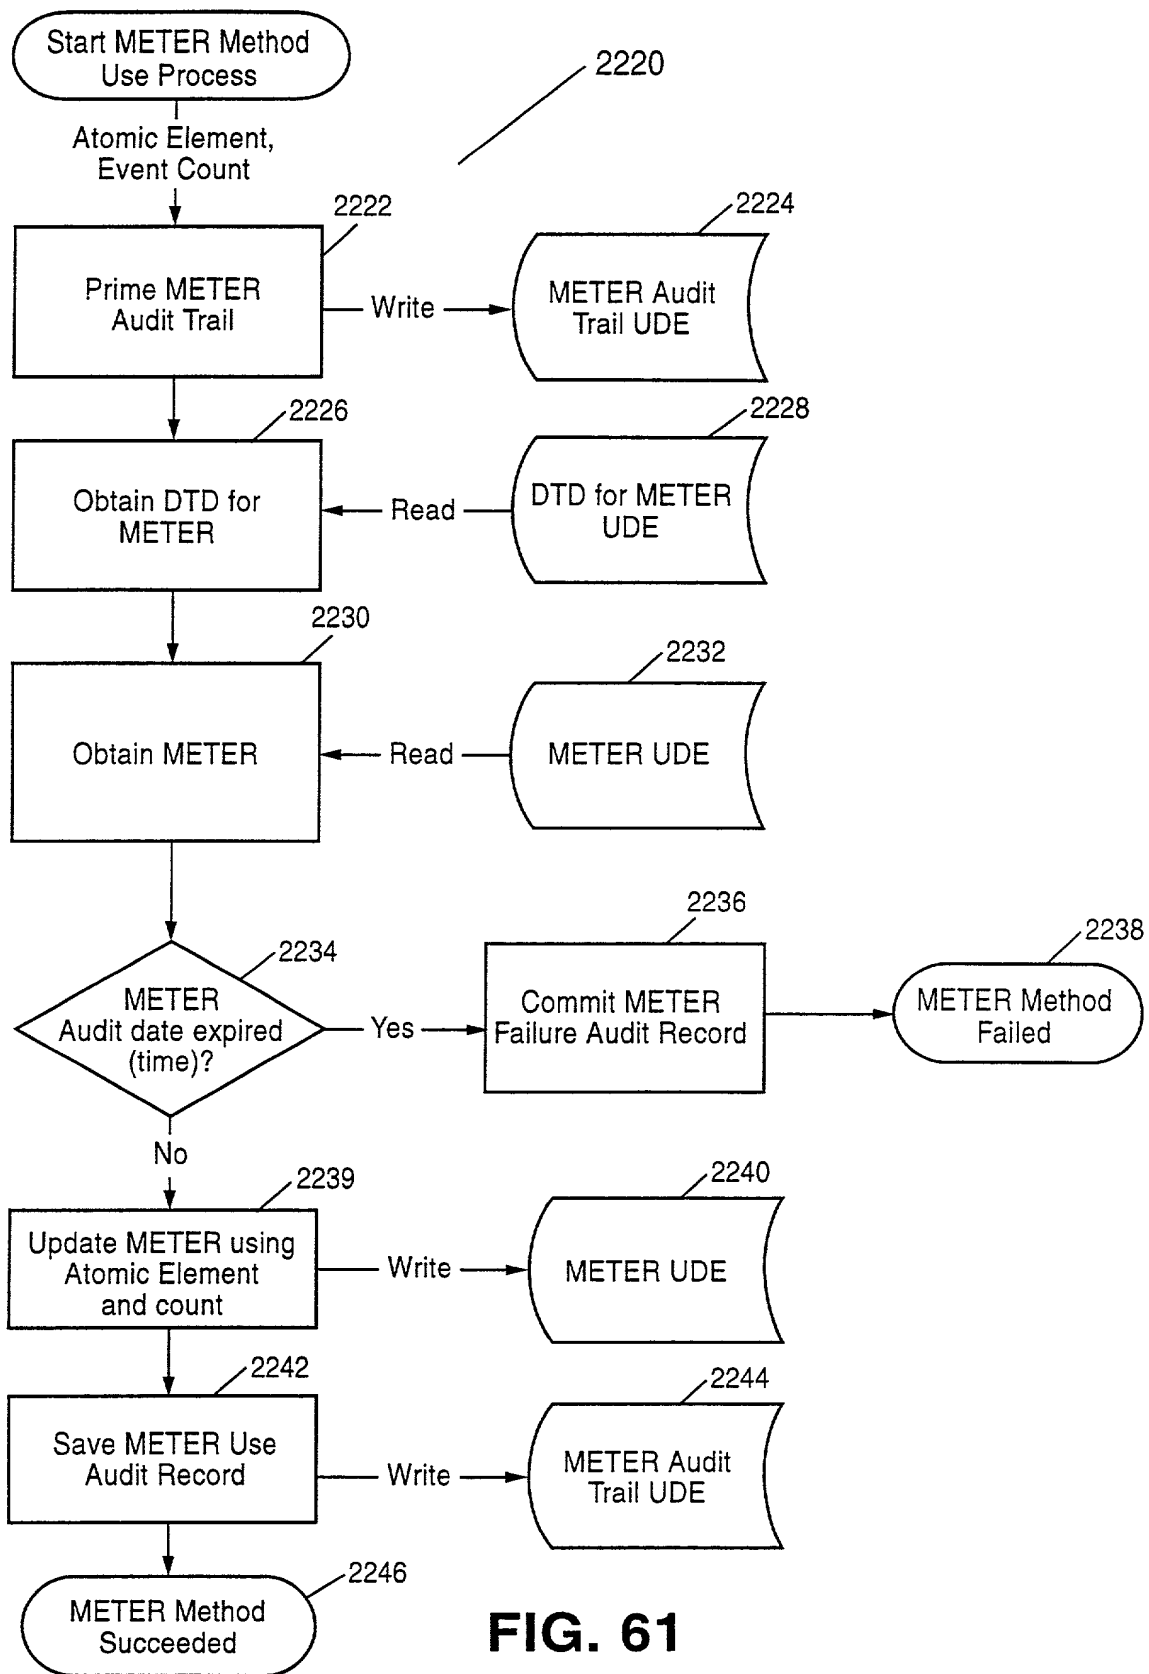 Start METER Method
Use Process
2220
Atomic Element,
Event Count
2222
2224
Prime METER
Audit Trail
Write
METER Audit
Trail UDE
2226
2228
Obtain DTD for
METER
Read
DTD for METER
UDE
2230
2232
Obtain METER
Read
METER UDE
2234
2236
2238
METER
Audit date expired
(time)?
Yes
Commit METER
Failure Audit Record
METER Method
Failed
No
2239
2240
Update METER using
Atomic Element
and count
Write
METER UDE
2242
2244
Save METER Use
Audit Record
Write
METER Audit
Trail UDE
2246
METER Method
Succeeded
FIG. 61